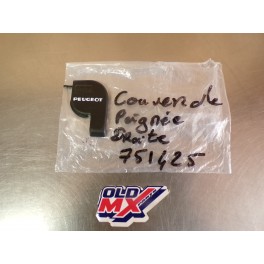 PEUGEOT
Couvercle
Poignée
Droite
751425
OLD
MX